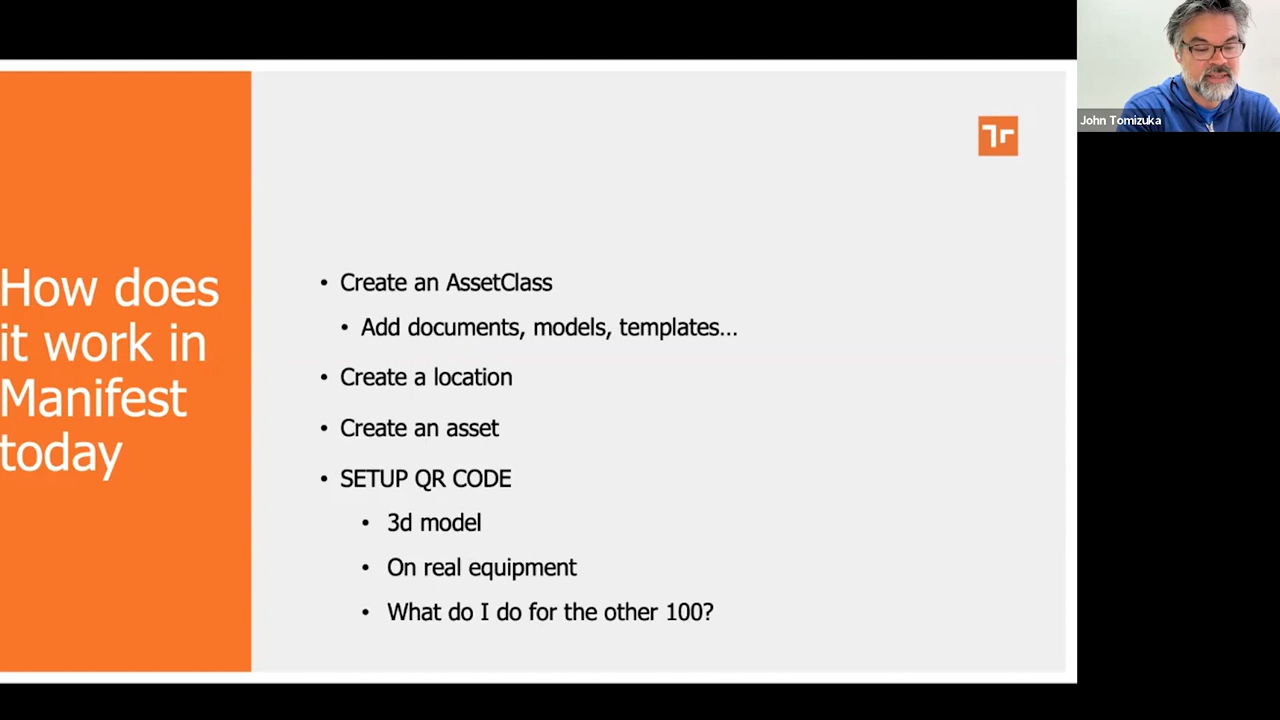 John Tomizuka
How does
it work in
Manifest
today
• Create an AssetClass
• Add documents, models, templates...
• Create a location
• Create an asset
• SETUP QR CODE
• 3d model
• On real equipment
• What do I do for the other 100?